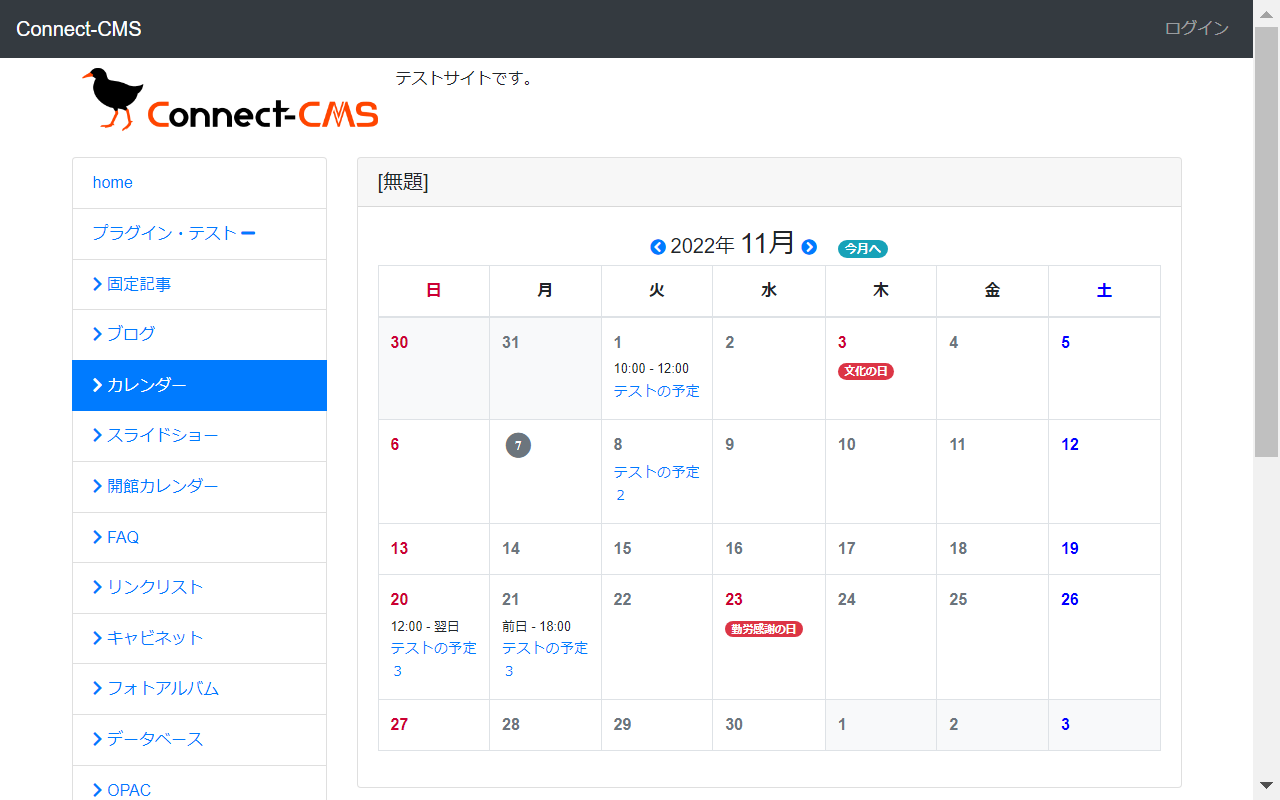 Connect-CMS
ログイン
Connect-CMS
テストサイトです。
home
プラグイン・テスト
固定記事
ブログ
カレンダー
スライドショー
開館カレンダー
FAQ
リンクリスト
キャビネット
フォトアルバム
データベース
OPAC
[無題]
2022年 11月 今月へ
日 月 火 水 木 金 土
30 31 1 2 3 4 5
10:00 - 12:00
テストの予定
文化の日
6 7 8 9 10 11 12
テストの予定
2
13 14 15 16 17 18 19
20 21 22 23 24 25 26
12:00 - 翌日 前日 - 18:00 勤労感謝の日
テストの予定 テストの予定
3 3
27 28 29 30 1 2 3